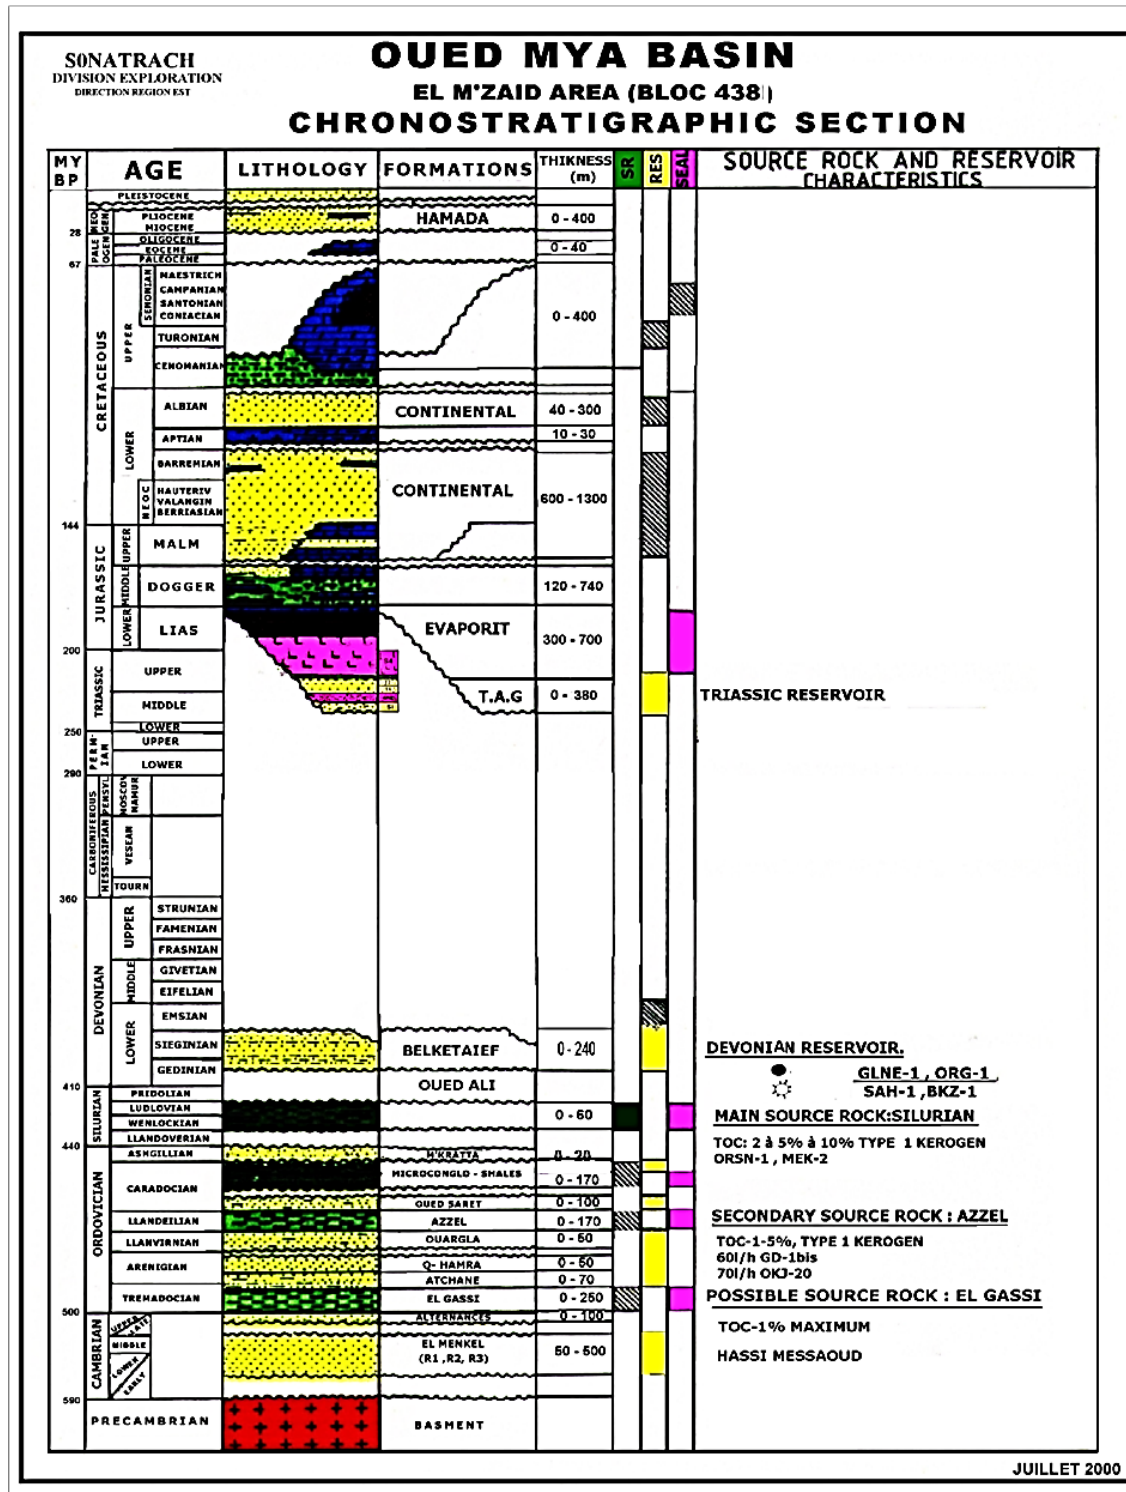 SONATRACH
DIVISION EXPLORATION
DIRECTION REGION EST
OUED MYA BASIN
EL M'ZAID AREA (BLOC 438)
CHRONOSTRATIGRAPHIC SECTION
MY BP
AGE
LITHOLOGY
FORMATIONS
THIKNESS (m)
SR
RES
SEAL
SOURCE ROCK AND RESERVOIR
CHARACTERISTICS
PLEISTOCENE
NEO GEN
PLIOCENE
MIOCENE
HAMADA
0 - 400
28
PALE OGEN
OLIGOCENE
EOCENE
PALEOCENE
0 - 40
67
CRETACEOUS
UPPER
SENONIAN
MAESTRICH
CAMPANIAN
SANTONIAN
CONIACIAN
0 - 400
TURONIAN
CENOMANIAN
LOWER
ALBIAN
CONTINENTAL
40 - 300
APTIAN
10 - 30
BARREMIAN
NEOC
HAUTERIV
VALANGIN
BERRIASIAN
CONTINENTAL
600 - 1300
144
JURASSIC
UPPER
MALM
MIDDLE
DOGGER
120 - 740
LOWER
LIAS
EVAPORIT
300 - 700
200
TRIASSIC
UPPER
MIDDLE
T.A.G
0 - 380
TRIASSIC RESERVOIR
LOWER
250
PERM-IAN
UPPER
LOWER
290
CARBONIFEROUS
PENSYL
MOSCOV
NAMUR
HESSISSIPIAN
VESEAN
TOURN
360
DEVONIAN
UPPER
STRUNIAN
FAMENIAN
FRASNIAN
MIDDLE
GIVETIAN
EIFELIAN
LOWER
EMSIAN
SIEGINIAN
BELKETAIEF
0 - 240
DEVONIAN RESERVOIR.
GEDINIAN
GLNE-1 , ORG-1
SAH-1 ,BKZ-1
410
OUED ALI
SILURIAN
PRIDOLIAN
LUDLOVIAN
WENLOCKIAN
0 - 60
MAIN SOURCE ROCK:SILURIAN
LLANDOVERIAN
TOC: 2 à 5% à 10% TYPE 1 KEROGEN
ORSN-1 , MEK-2
440
ORDOVICIAN
ASHGILLIAN
M'KRATTA
0 - 20
CARADOCIAN
MICROCONGLO - SHALES
0 - 170
OUED SARET
0 - 100
LLANDEILIAN
AZZEL
0 - 170
SECONDARY SOURCE ROCK : AZZEL
LLANVIRNIAN
OUARGLA
0 - 50
TOC-1-5%, TYPE 1 KEROGEN
60l/h GD-1bis
70l/h OKJ-20
ARENIGIAN
Q- HAMRA
0 - 50
ATCHANE
0 - 70
TREMADOCIAN
EL GASSI
0 - 250
POSSIBLE SOURCE ROCK : EL GASSI
500
ALTERNANCES
0 - 100
TOC-1% MAXIMUM
CAMBRIAN
UPPER
LATE
MIDDLE
LOWER
EARLY
EL MENKEL
(R1 ,R2, R3)
50 - 500
HASSI MESSAOUD
590
PRECAMBRIAN
BASMENT
JUILLET 2000